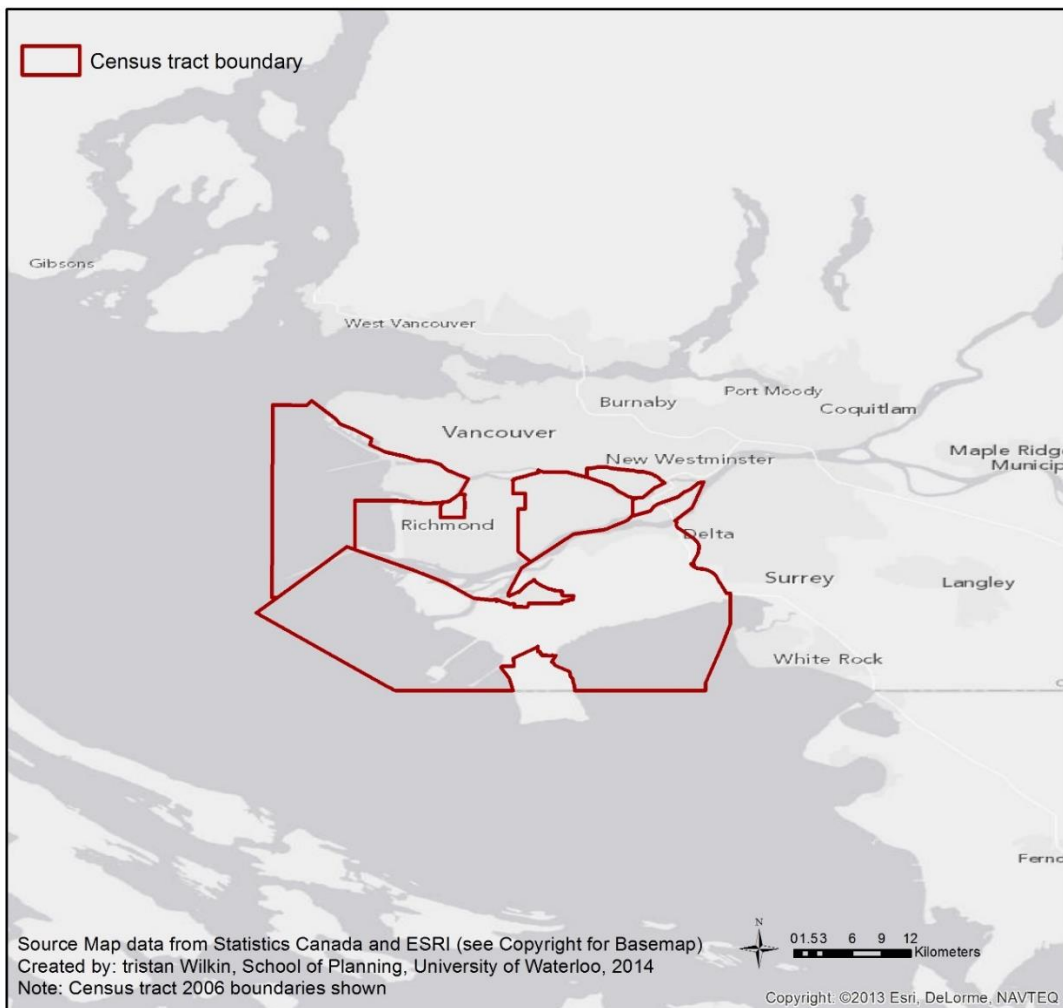 Census tract boundary
Gibsons
West Vancouver
Port Moody
Burnaby
Coquitlam
Vancouver
Maple Ridge
Municip
New Westminster
Richmond
Delta
Surrey
Langley
White Rock
Fernd
N
0 1.5 3 6 9 12
Kilometers
Source Map data from Statistics Canada and ESRI (see Copyright for Basemap)
Created by: tristan Wilkin, School of Planning, University of Waterloo, 2014
Note: Census tract 2006 boundaries shown
Copyright: ©2013 Esri, DeLorme, NAVTEQ